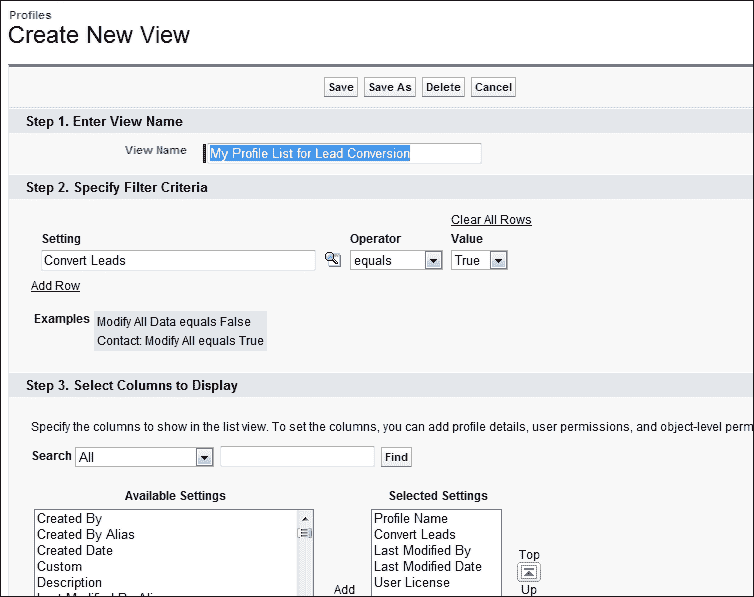 Profiles
Create New View
Save Save As Delete Cancel
Step 1. Enter View Name
View Name My Profile List for Lead Conversion
Step 2. Specify Filter Criteria
Clear All Rows
Setting Operator Value
Convert Leads equals True
Add Row
Examples Modify All Data equals False
Contact: Modify All equals True
Step 3. Select Columns to Display
Specify the columns to show in the list view. To set the columns, you can add profile details, user permissions, and object-level perm
Search All Find
Available Settings Selected Settings
Created By Profile Name
Created By Alias Convert Leads
Created Date Last Modified By
Custom Last Modified Date
Description User License
Top
Add Up